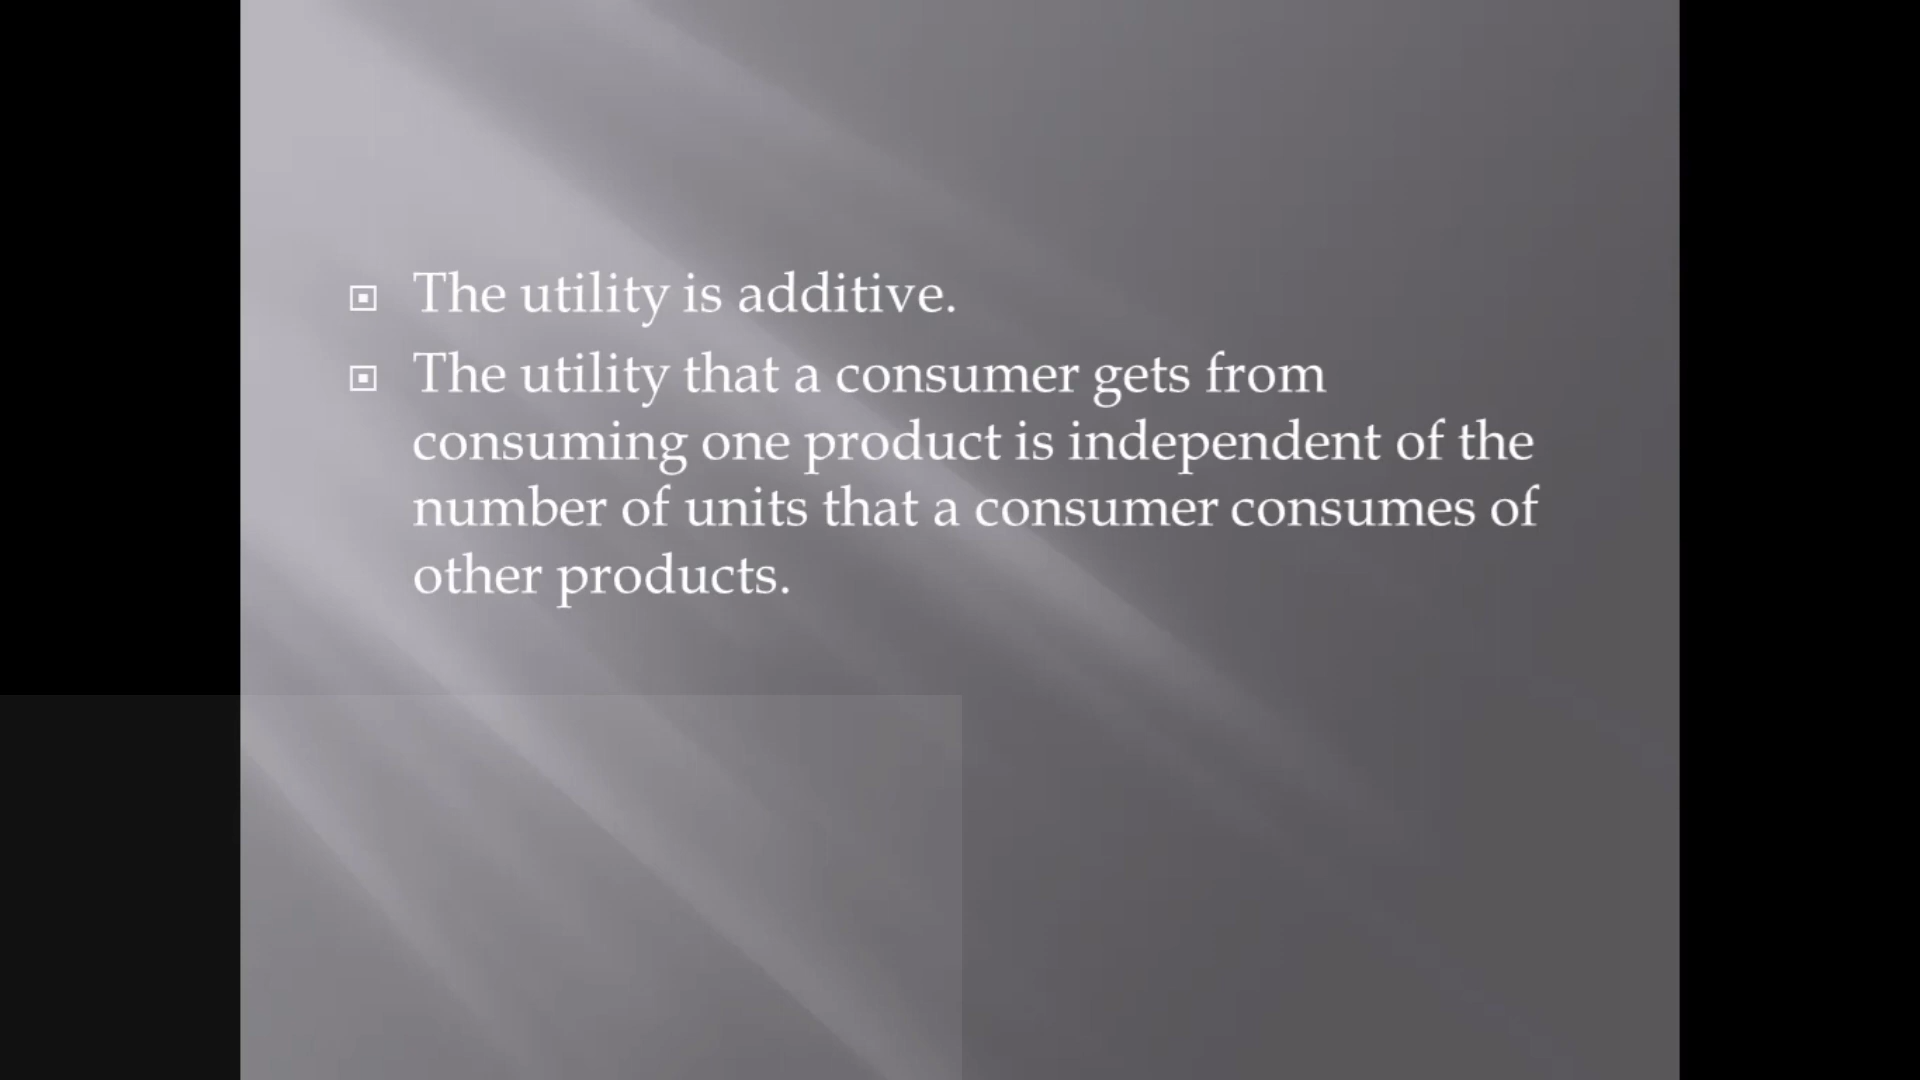 The utility is additive.
The utility that a consumer gets from
consuming one product is independent of the
number of units that a consumer consumes of
other products.